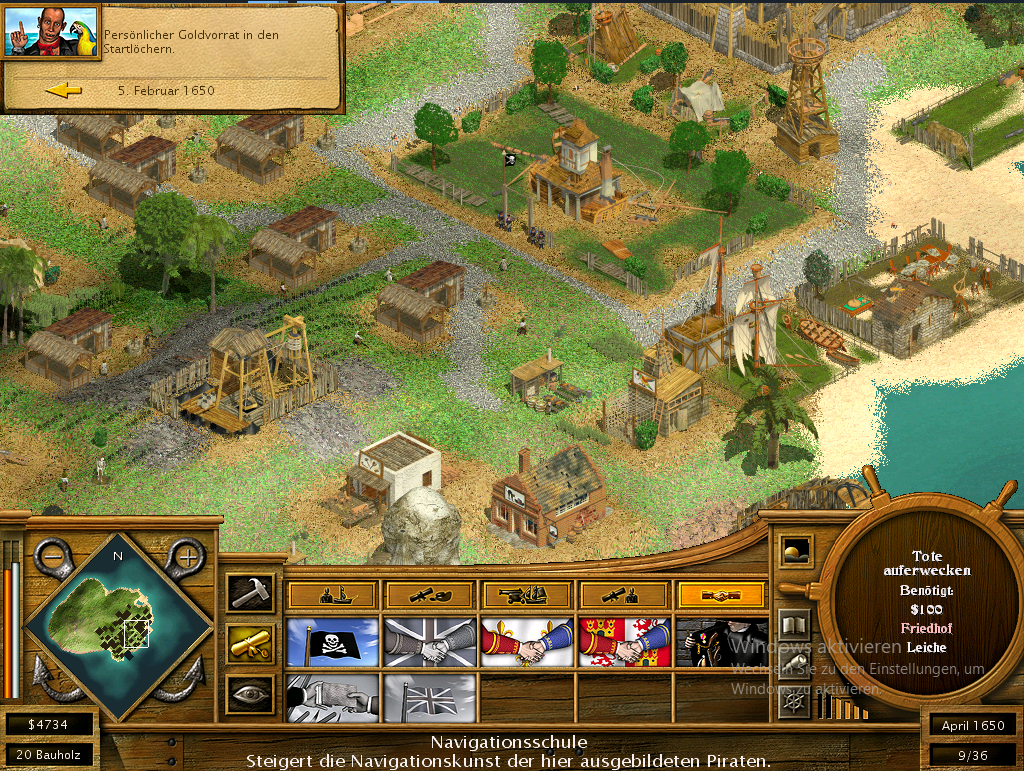 Persönlicher Goldvorrat in den
Startlöchern.
5. Februar 1650
N
Tote
auferwecken
Benötigt:
$100
Friedhof
Leiche
Windows aktivieren
Wechseln Sie zu den Einstellungen, um
Windows zu aktivieren.
$4734
20 Bauholz
April 1650
9/36
Navigationsschule
Steigert die Navigationskunst der hier ausgebildeten Piraten.